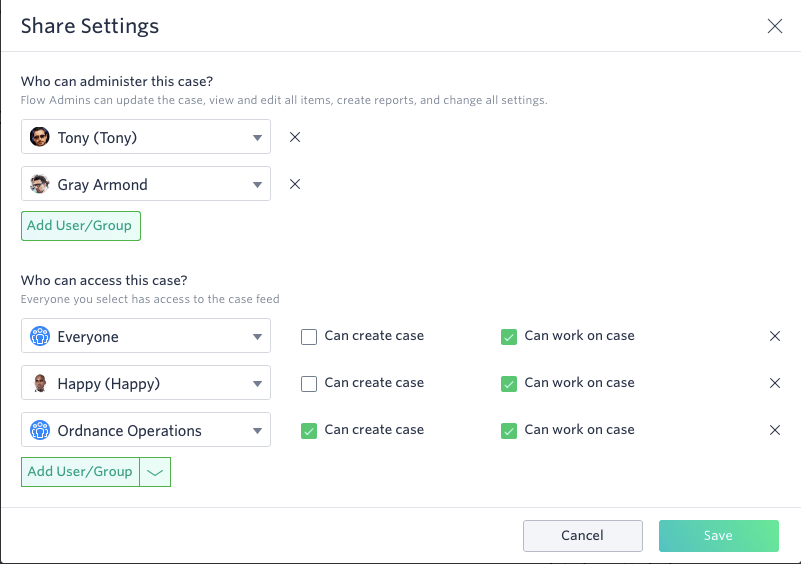 Share Settings
Who can administer this case?
Flow Admins can update the case, view and edit all items, create reports, and change all settings.
Tony (Tony)
Gray Armond
Add User/Group
Who can access this case?
Everyone you select has access to the case feed
Everyone Can create case Can work on case
Happy (Happy) Can create case Can work on case
Ordnance Operations Can create case Can work on case
Add User/Group
Cancel Save